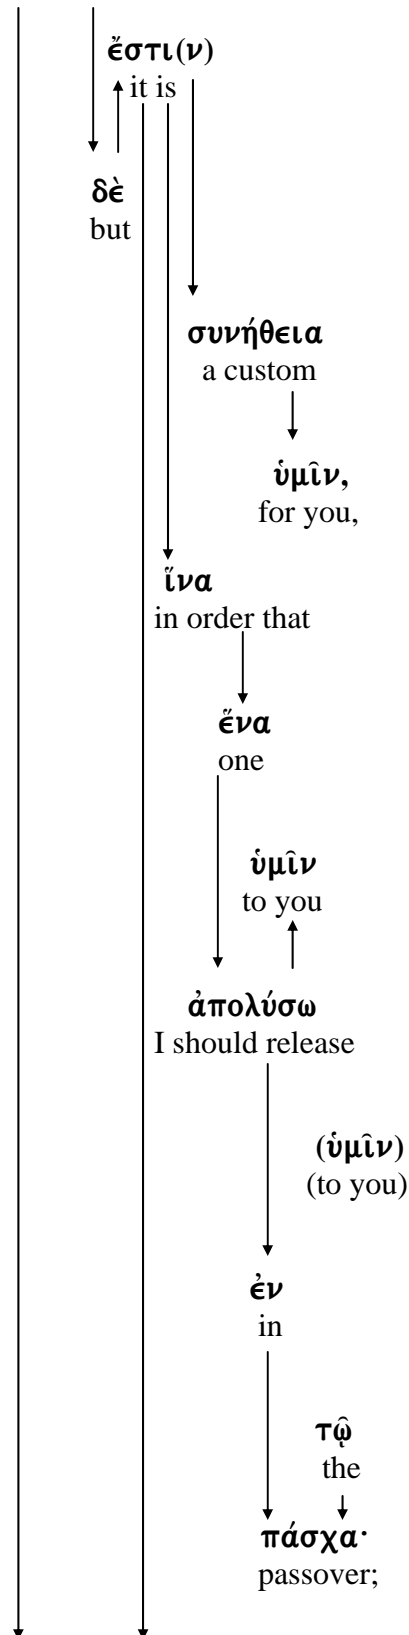 ἔστι(ν)
it is
δὲ
but
συνήθεια
a custom
ὑμῖν,
for you,
ἵνα
in order that
ἕνα
one
ὑμῖν
to you
ἀπολύσω
I should release
(ὑμῖν)
(to you)
ἐν
in
τῷ
the
πάσχα·
passover;